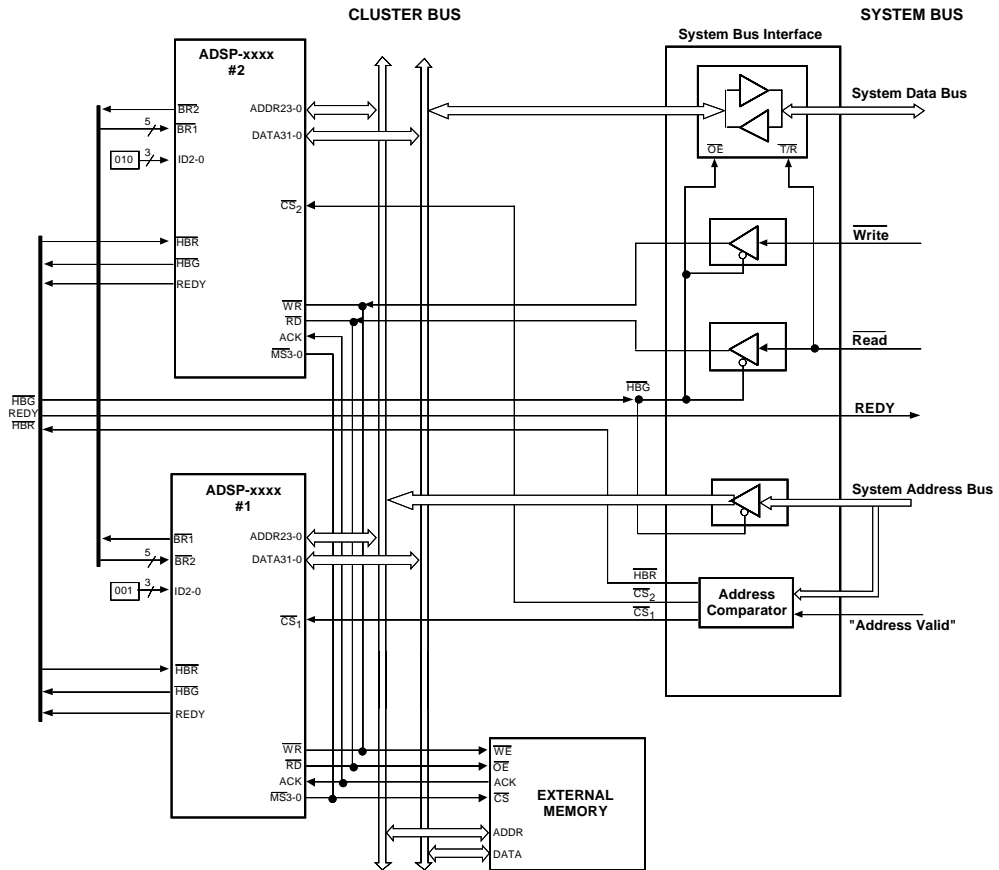 CLUSTER BUS
SYSTEM BUS
System Bus Interface
ADSP-xxxx
#2
BR2
5
BR1
010
3
ID2-0
HBR
HBG
REDY
ADDR23-0
DATA31-0
CS2
WR
RD
ACK
MS3-0
System Data Bus
OE
T/R
Write
Read
HBG
REDY
HBR
HBG
REDY
ADSP-xxxx
#1
BR1
5
BR2
001
3
ID2-0
HBR
HBG
REDY
ADDR23-0
DATA31-0
CS1
WR
RD
ACK
MS3-0
System Address Bus
HBR
CS2
CS1
Address
Comparator
"Address Valid"
WE
OE
ACK
CS
ADDR
DATA
EXTERNAL
MEMORY